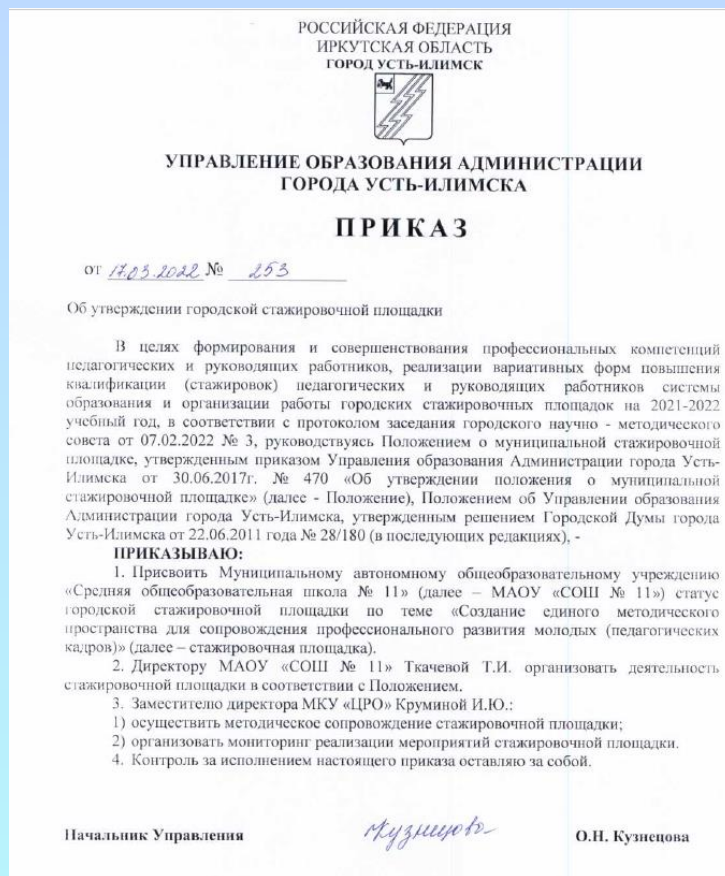 РОССИЙСКАЯ ФЕДЕРАЦИЯ
ИРКУТСКАЯ ОБЛАСТЬ
ГОРОД УСТЬ-ИЛИМСК
УПРАВЛЕНИЕ ОБРАЗОВАНИЯ АДМИНИСТРАЦИИ
ГОРОДА УСТЬ-ИЛИМСКА
ПРИКАЗ
от 17.03.2022 № 253
Об утверждении городской стажировочной площадки
В целях формирования и совершенствования профессиональных компетенций
педагогических и руководящих работников, реализации вариативных форм повышения
квалификации (стажировок) педагогических и руководящих работников системы
образования и организации работы городских стажировочных площадок на 2021-2022
учебный год, в соответствии с протоколом заседания городского научно - методического
совета от 07.02.2022 № 3, руководствуясь Положением о муниципальной стажировочной
площадке, утвержденным приказом Управления образования Администрации города Усть-
Илимска от 30.06.2017г. № 470 «Об утверждении положения о муниципальной
стажировочной площадке» (далее - Положение), Положением об Управлении образования
Администрации города Усть-Илимска, утвержденным решением Городской Думы города
Усть-Илимска от 22.06.2011 года № 28/180 (в последующих редакциях), -
ПРИКАЗЫВАЮ:
1. Присвоить Муниципальному автономному общеобразовательному учреждению
«Средняя общеобразовательная школа № 11» (далее – МАОУ «СОШ № 11») статус
городской стажировочной площадки по теме «Создание единого методического
пространства для сопровождения профессионального развития молодых (педагогических
кадров)» (далее – стажировочная площадка).
2. Директору МАОУ «СОШ № 11» Ткачевой Т.И. организовать деятельность
стажировочной площадки в соответствии с Положением.
3. Заместителю директора МКУ «ЦРО» Круминой И.Ю.:
1) осуществить методическое сопровождение стажировочной площадки;
2) организовать мониторинг реализации мероприятий стажировочной площадки.
4. Контроль за исполнением настоящего приказа оставляю за собой.
Начальник Управления О.Н. Кузнецова